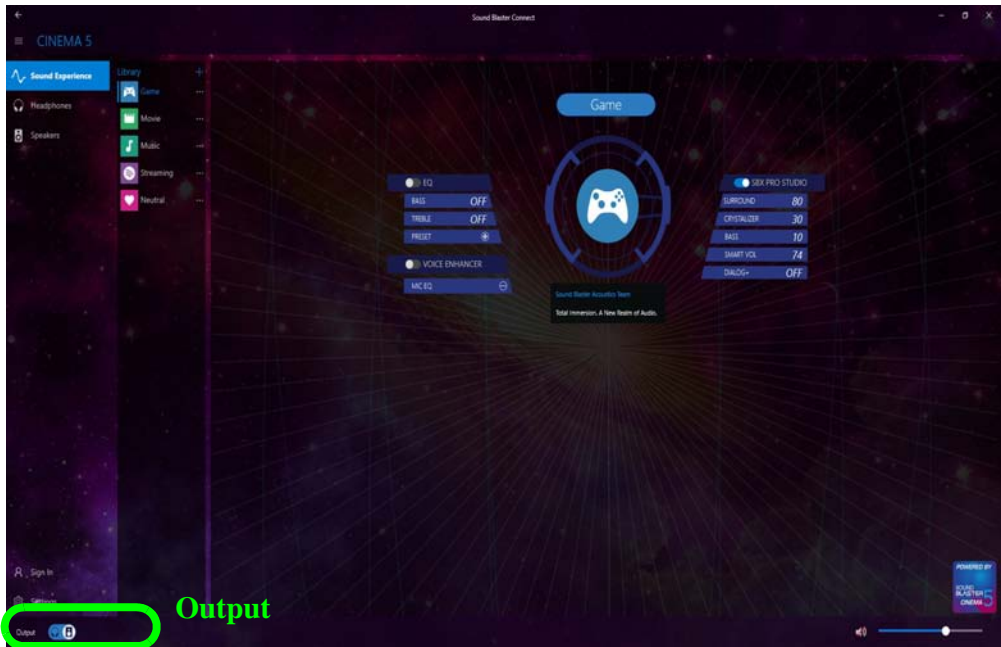 Sound Blaster Connect
CINEMA 5
Sound Experience
Headphones
Speakers
Library
Game
Movie
Music
Streaming
Neutral
Game
EQ
BASS OFF
TREBLE OFF
PRESET
VOICE ENHANCER
MIC EQ
SBX PRO STUDIO
SURROUND 80
CRYSTALIZER 30
BASS 10
SMART VOL 74
DIALOG+ OFF
Sound Blaster Acoustics Team
Total Immersion. A New Realm of Audio.
Sign In
Settings
Output
Output
POWERED BY
SOUND
BLASTER
CINEMA 5